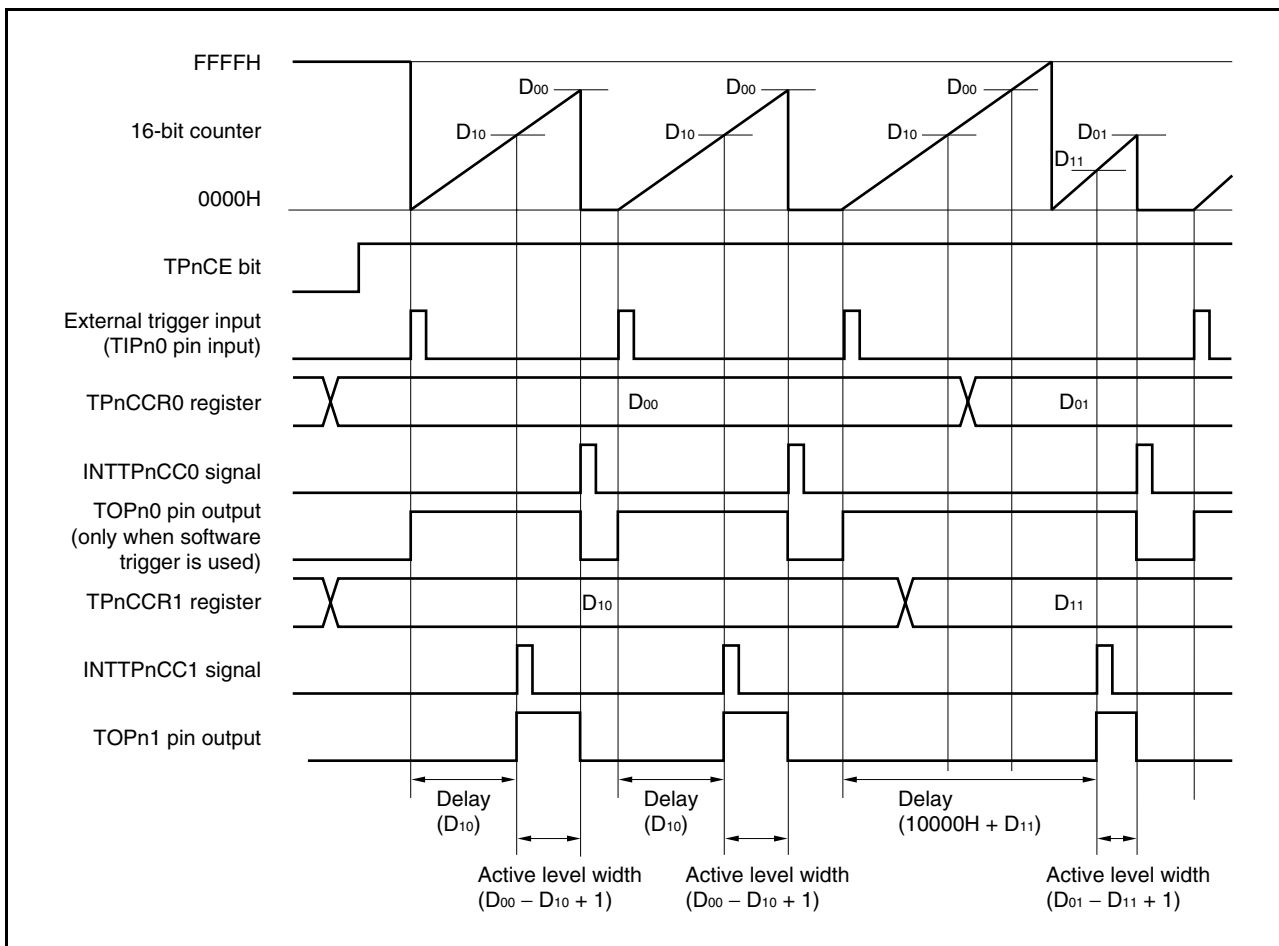 FFFFH
D00
D00
D00
16-bit counter
D10
D10
D10
D01
D11
0000H
TPnCE bit
External trigger input
(TIPn0 pin input)
TPnCCR0 register
D00
D01
INTTPnCC0 signal
TOPn0 pin output
(only when software
trigger is used)
TPnCCR1 register
D10
D11
INTTPnCC1 signal
TOPn1 pin output
Delay
(D10)
Delay
(D10)
Delay
(10000H + D11)
Active level width
(D00 − D10 + 1)
Active level width
(D00 − D10 + 1)
Active level width
(D01 − D11 + 1)